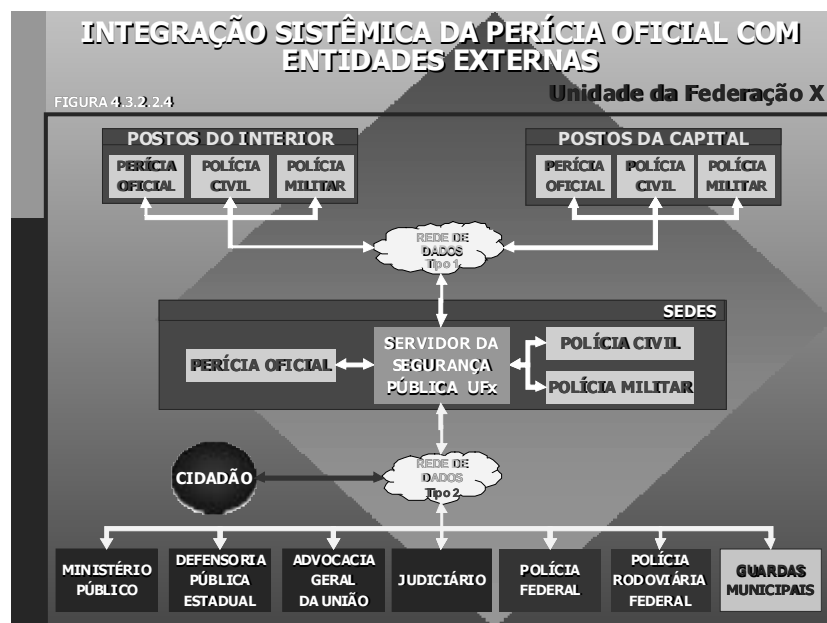 INTEGRAÇÃO SISTÊMICA DA PERÍCIA OFICIAL COM
ENTIDADES EXTERNAS
FIGURA 4.3.2.2.4
Unidade da Federação X
POSTOS DO INTERIOR
PERÍCIA
OFICIAL
POLÍCIA
CIVIL
POLÍCIA
MILITAR
POSTOS DA CAPITAL
PERÍCIA
OFICIAL
POLÍCIA
CIVIL
POLÍCIA
MILITAR
REDE DE
DADOS
Tipo 1
SEDES
PERÍCIA OFICIAL
SERVIDOR DA
SEGURANÇA
PÚBLICA UFx
POLÍCIA CIVIL
POLÍCIA MILITAR
CIDADÃO
REDE DE
DADOS
Tipo 2
MINISTÉRIO
PÚBLICO
DEFENSORIA
PÚBLICA
ESTADUAL
ADVOCACIA
GERAL
DA UNIÃO
JUDICIÁRIO
POLÍCIA
FEDERAL
POLÍCIA
RODOVIÁRIA
FEDERAL
GUARDAS
MUNICIPAIS